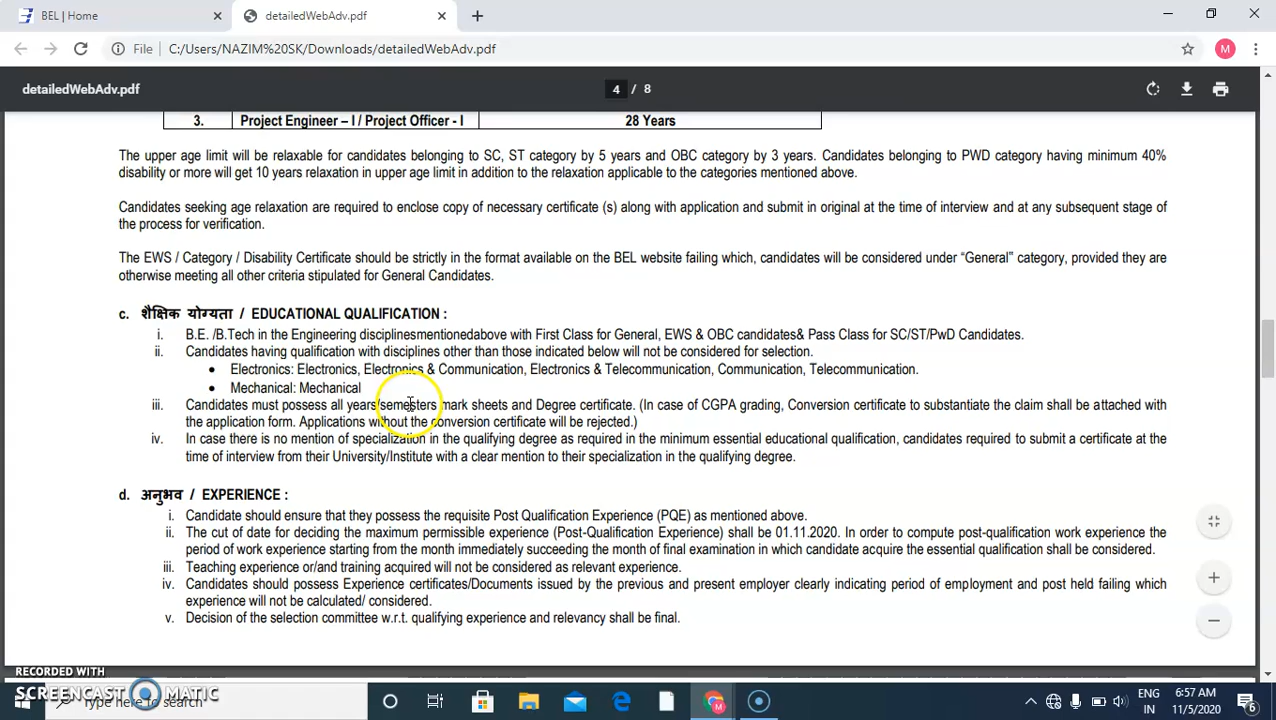 BEL | Home
detailedWebAdv.pdf
File C:/Users/NAZIM%20SK/Downloads/detailedWebAdv.pdf
M
detailedWebAdv.pdf
4 / 8
3. Project Engineer – I / Project Officer - I 28 Years
The upper age limit will be relaxable for candidates belonging to SC, ST category by 5 years and OBC category by 3 years. Candidates belonging to PWD category having minimum 40%
disability or more will get 10 years relaxation in upper age limit in addition to the relaxation applicable to the categories mentioned above.
Candidates seeking age relaxation are required to enclose copy of necessary certificate (s) along with application and submit in original at the time of interview and at any subsequent stage of
the process for verification.
The EWS / Category / Disability Certificate should be strictly in the format available on the BEL website failing which, candidates will be considered under “General” category, provided they are
otherwise meeting all other criteria stipulated for General Candidates.
c. शैक्षिक योग्यता / EDUCATIONAL QUALIFICATION :
i. B.E. /B.Tech in the Engineering disciplinesmentionedabove with First Class for General, EWS & OBC candidates& Pass Class for SC/ST/PwD Candidates.
ii. Candidates having qualification with disciplines other than those indicated below will not be considered for selection.
• Electronics: Electronics, Electronics & Communication, Electronics & Telecommunication, Communication, Telecommunication.
• Mechanical: Mechanical
iii. Candidates must possess all years/semesters mark sheets and Degree certificate. (In case of CGPA grading, Conversion certificate to substantiate the claim shall be attached with
the application form. Applications without the conversion certificate will be rejected.)
iv. In case there is no mention of specialization in the qualifying degree as required in the minimum essential educational qualification, candidates required to submit a certificate at the
time of interview from their University/Institute with a clear mention to their specialization in the qualifying degree.
d. अनुभव / EXPERIENCE :
i. Candidate should ensure that they possess the requisite Post Qualification Experience (PQE) as mentioned above.
ii. The cut of date for deciding the maximum permissible experience (Post-Qualification Experience) shall be 01.11.2020. In order to compute post-qualification work experience the
period of work experience starting from the month immediately succeeding the month of final examination in which candidate acquire the essential qualification shall be considered.
iii. Teaching experience or/and training acquired will not be considered as relevant experience.
iv. Candidates should possess Experience certificates/Documents issued by the previous and present employer clearly indicating period of employment and post held failing which
experience will not be calculated/ considered.
v. Decision of the selection committee w.r.t. qualifying experience and relevancy shall be final.
RECORDED WITH
SCREENCAST MATIC
Type here to search
M
ENG
IN
6:57 AM
11/5/2020
6